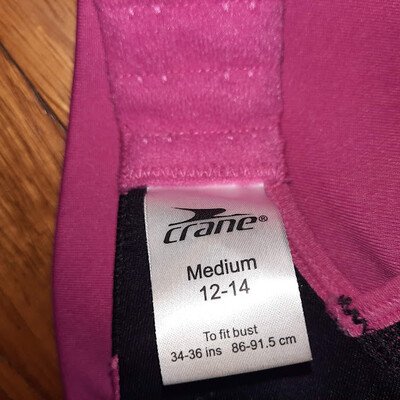 crane®
Medium
12-14
To fit bust
34-36 ins 86-91.5 cm